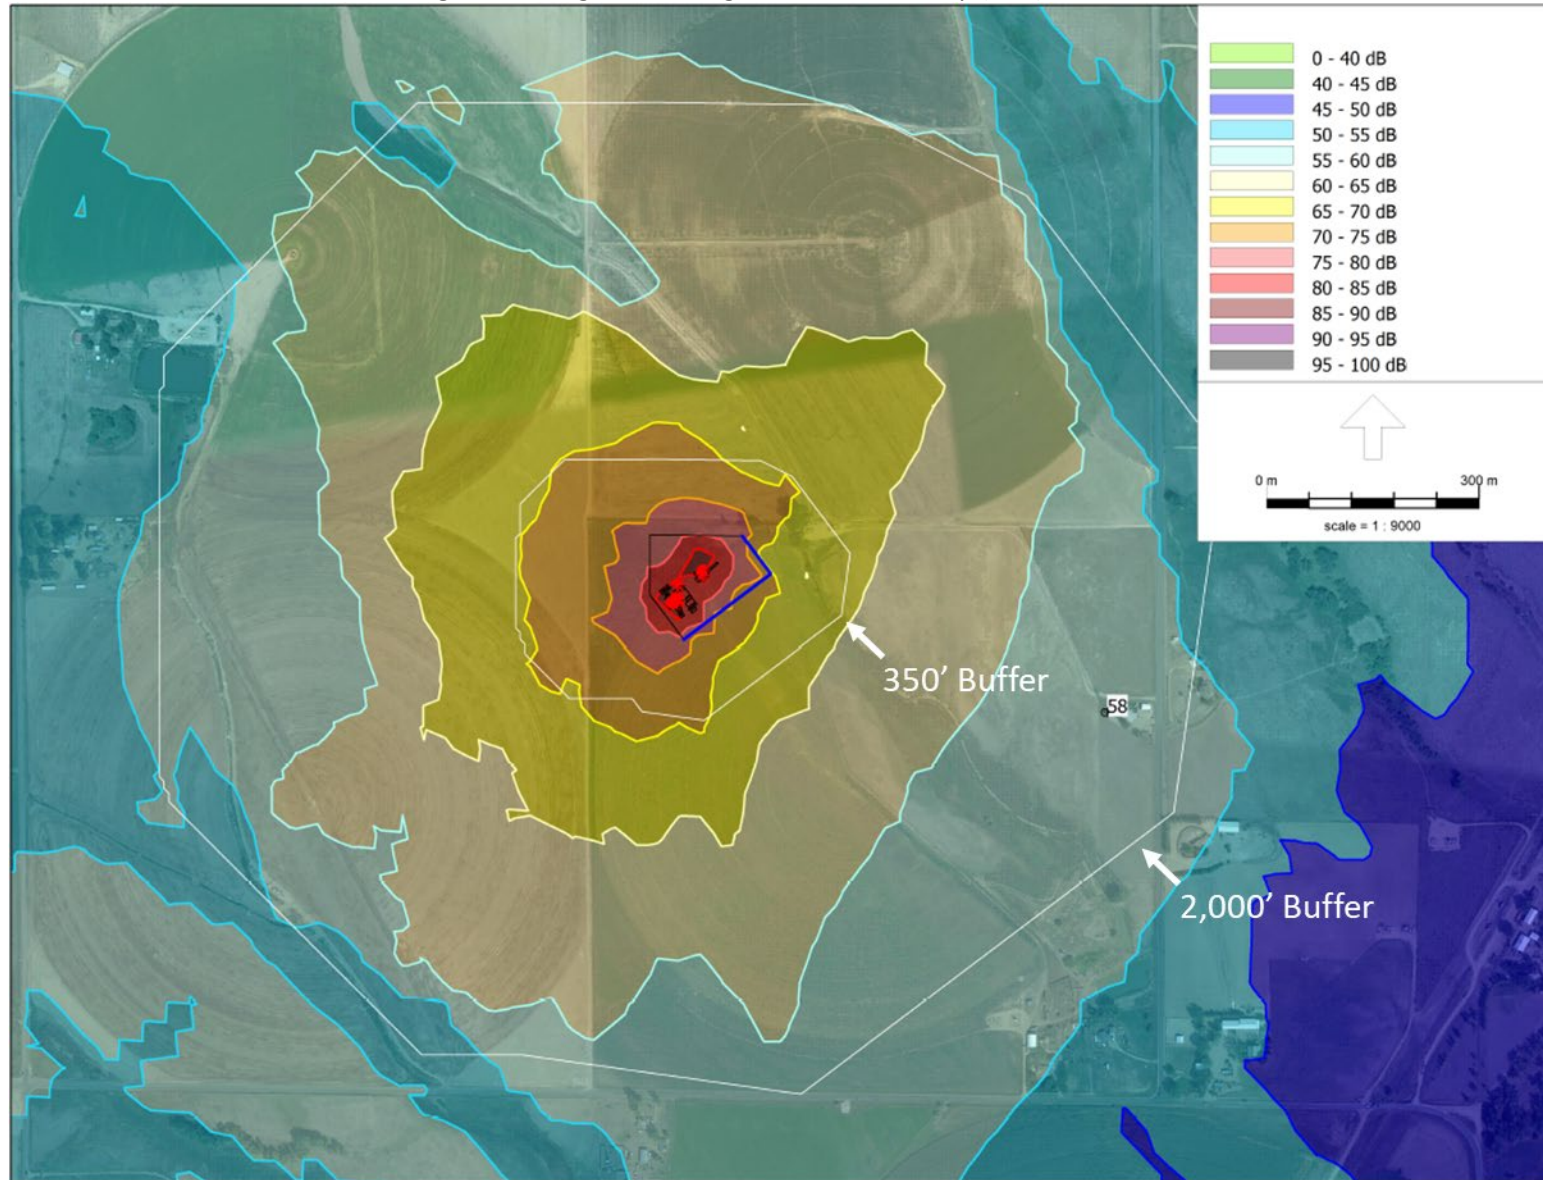 0 - 40 dB
40 - 45 dB
45 - 50 dB
50 - 55 dB
55 - 60 dB
60 - 65 dB
65 - 70 dB
70 - 75 dB
75 - 80 dB
80 - 85 dB
85 - 90 dB
90 - 95 dB
95 - 100 dB
0 m 300 m
scale = 1 : 9000
350’ Buffer
58
2,000’ Buffer